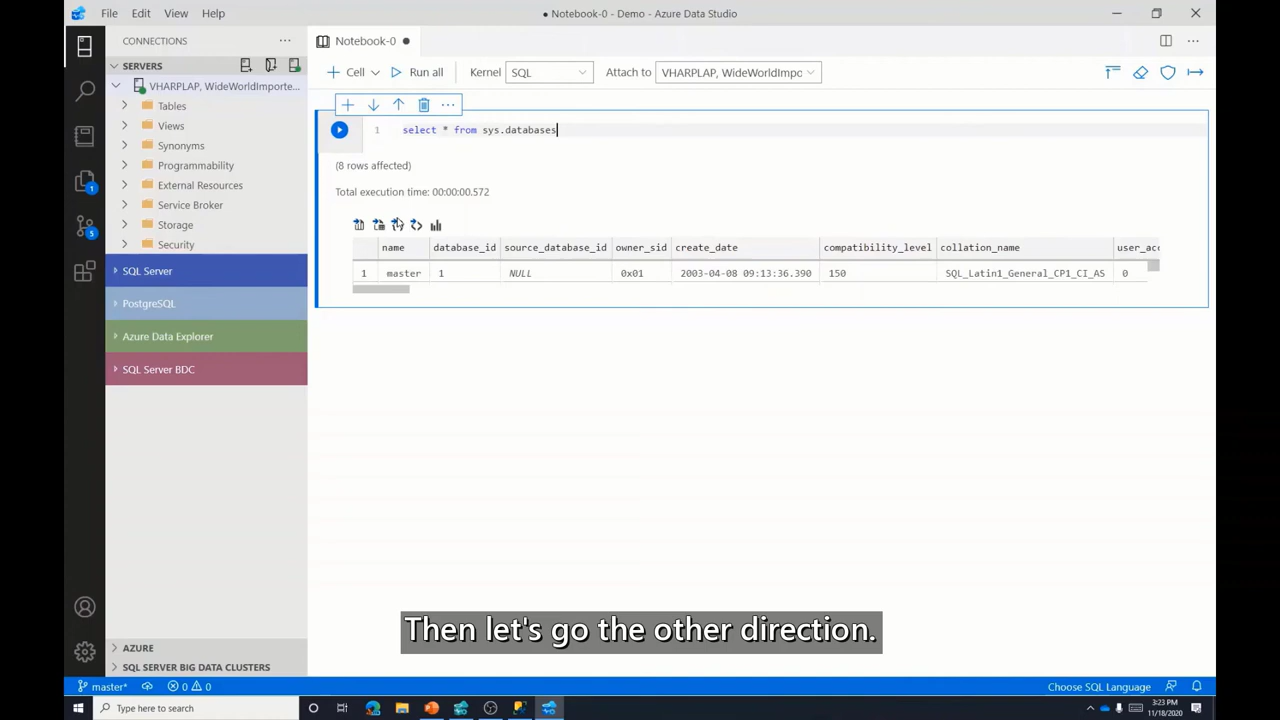 File Edit View Help
● Notebook-0 - Demo - Azure Data Studio
CONNECTIONS
SERVERS
VHARPLAP, WideWorldImporte...
Tables
Views
Synonyms
Programmability
External Resources
Service Broker
Storage
Security
SQL Server
PostgreSQL
Azure Data Explorer
SQL Server BDC
AZURE
SQL SERVER BIG DATA CLUSTERS
1
5
Notebook-0 ●
Cell Run all Kernel SQL Attach to VHARPLAP, WideWorldImpo
1 select * from sys.databases
(8 rows affected)
Total execution time: 00:00:00.572
name database_id source_database_id owner_sid create_date compatibility_level collation_name user_acc
1 master 1 NULL 0x01 2003-04-08 09:13:36.390 150 SQL_Latin1_General_CP1_CI_AS 0
Then let's go the other direction.
master* 0 0 Choose SQL Language
Type here to search
3:23 PM
11/18/2020